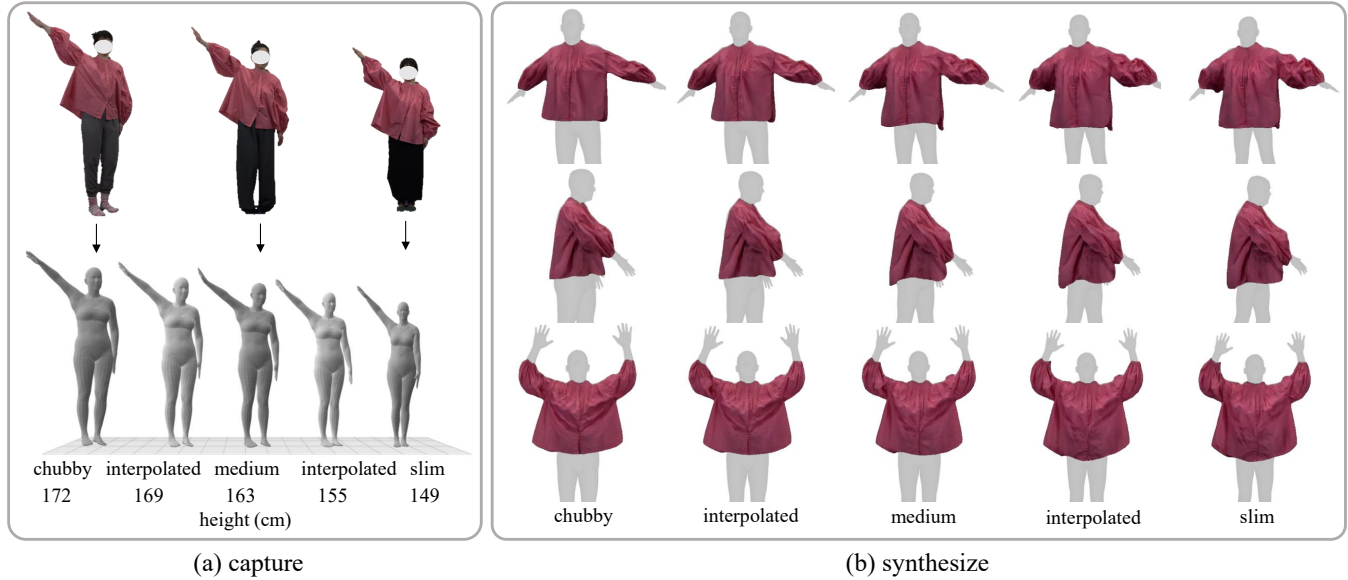 chubby interpolated medium interpolated slim
172 169 163 155 149
height (cm)
(a) capture
chubby interpolated medium interpolated slim
(b) synthesize